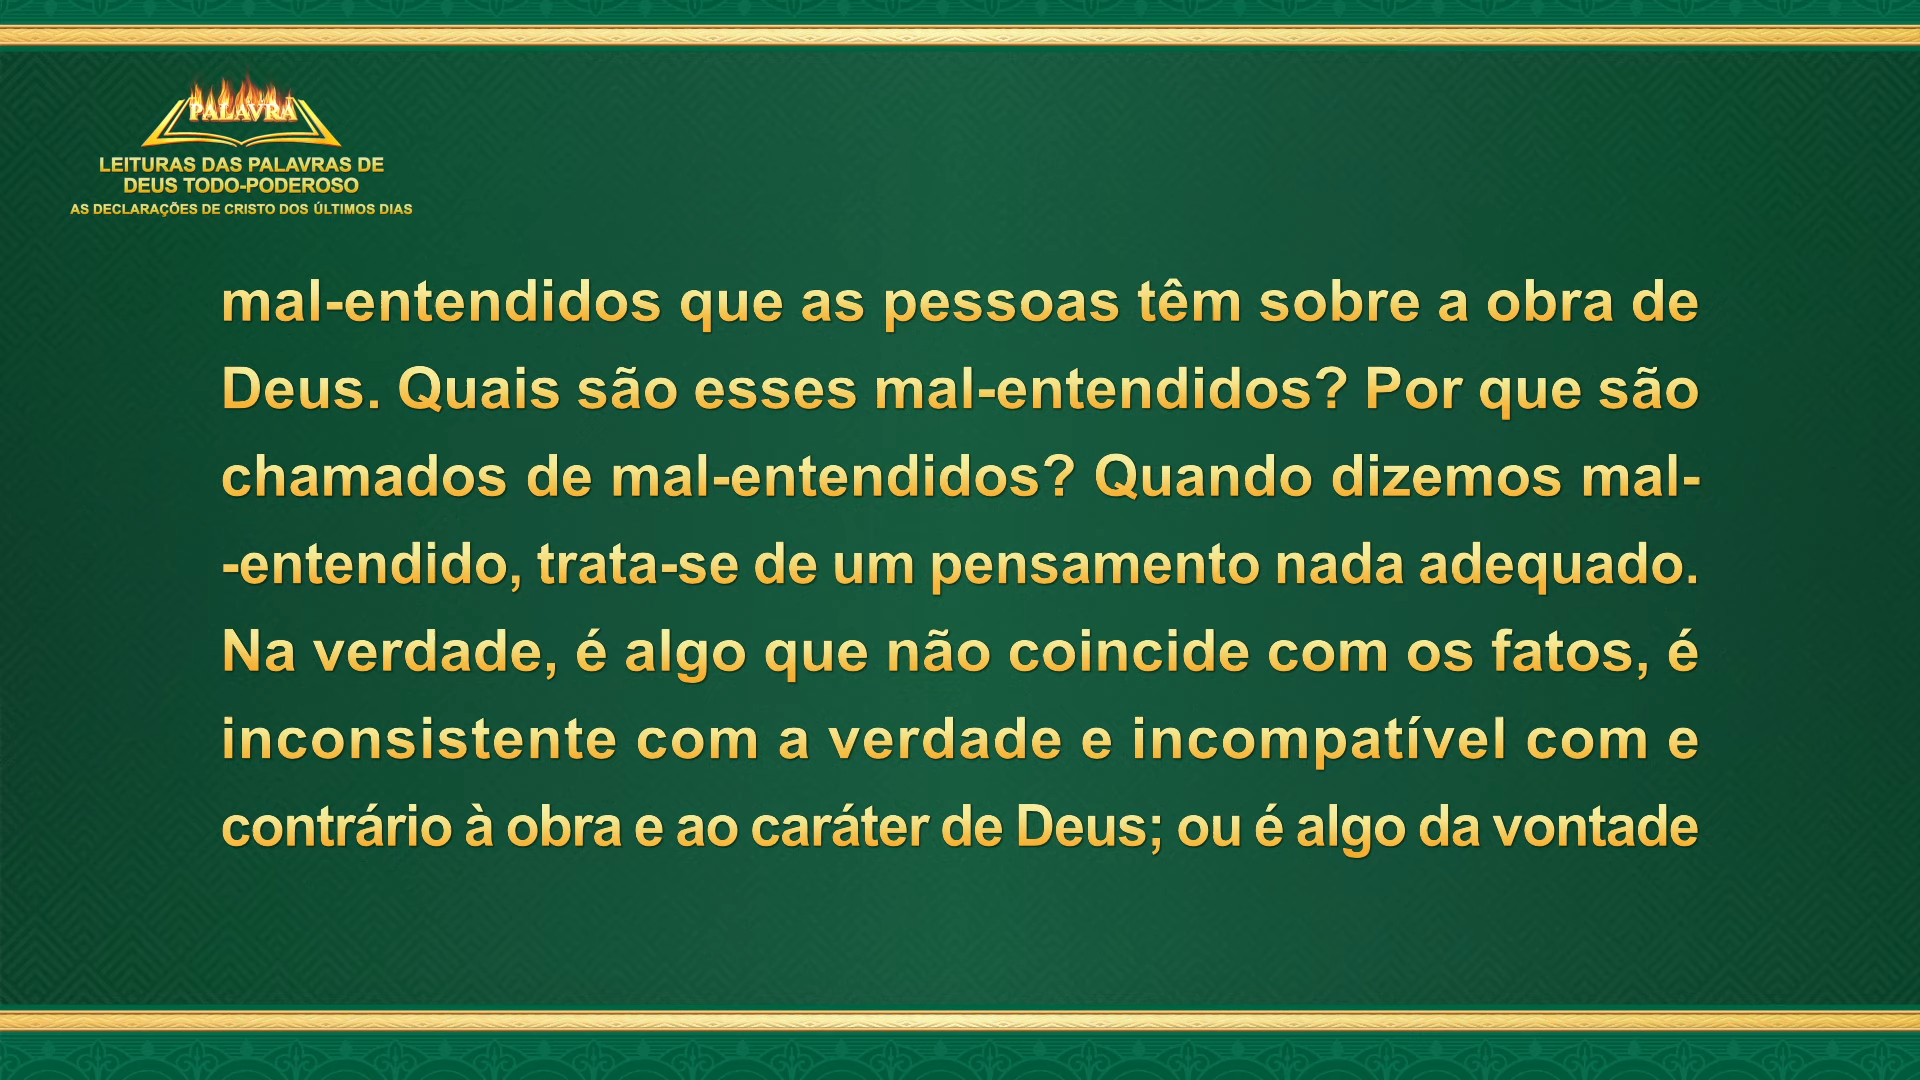 PALAVRA
LEITURAS DAS PALAVRAS DE
DEUS TODO-PODEROSO
AS DECLARAÇÕES DE CRISTO DOS ÚLTIMOS DIAS
mal-entendidos que as pessoas têm sobre a obra de
Deus. Quais são esses mal-entendidos? Por que são
chamados de mal-entendidos? Quando dizemos mal-
-entendido, trata-se de um pensamento nada adequado.
Na verdade, é algo que não coincide com os fatos, é
inconsistente com a verdade e incompatível com e
contrário à obra e ao caráter de Deus; ou é algo da vontade